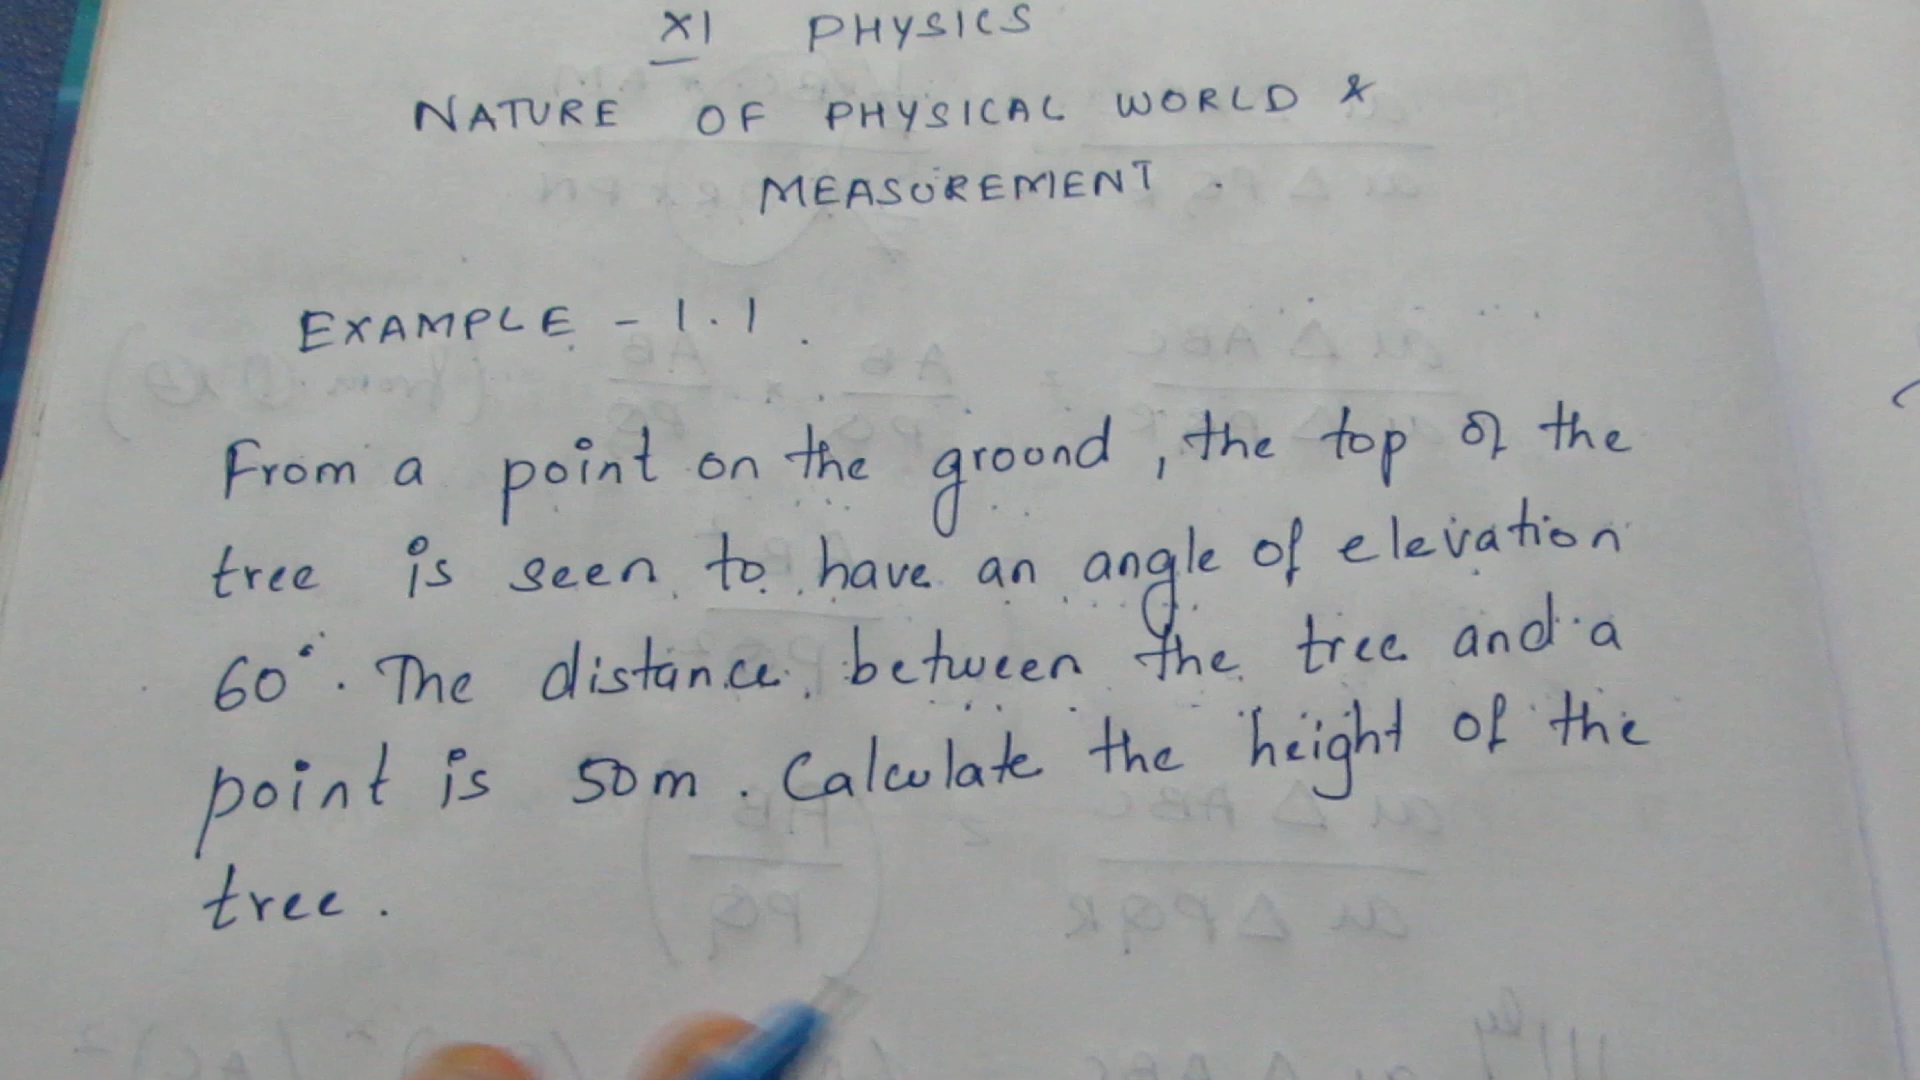 XI PHYSICS
NATURE OF PHYSICAL WORLD &
MEASUREMENT.
EXAMPLE - 1.1.
From a point on the ground, the top of the
tree is seen to have an angle of elevation
60°. The distance between the tree and a
point is 50m. Calculate the height of the
tree.